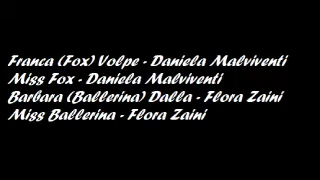 Franca (Fox) Volpe - Daniela Malviventi
Miss Fox - Daniela Malviventi
Barbara (Ballerina) Dalla - Flora Zaini
Miss Ballerina - Flora Zaini